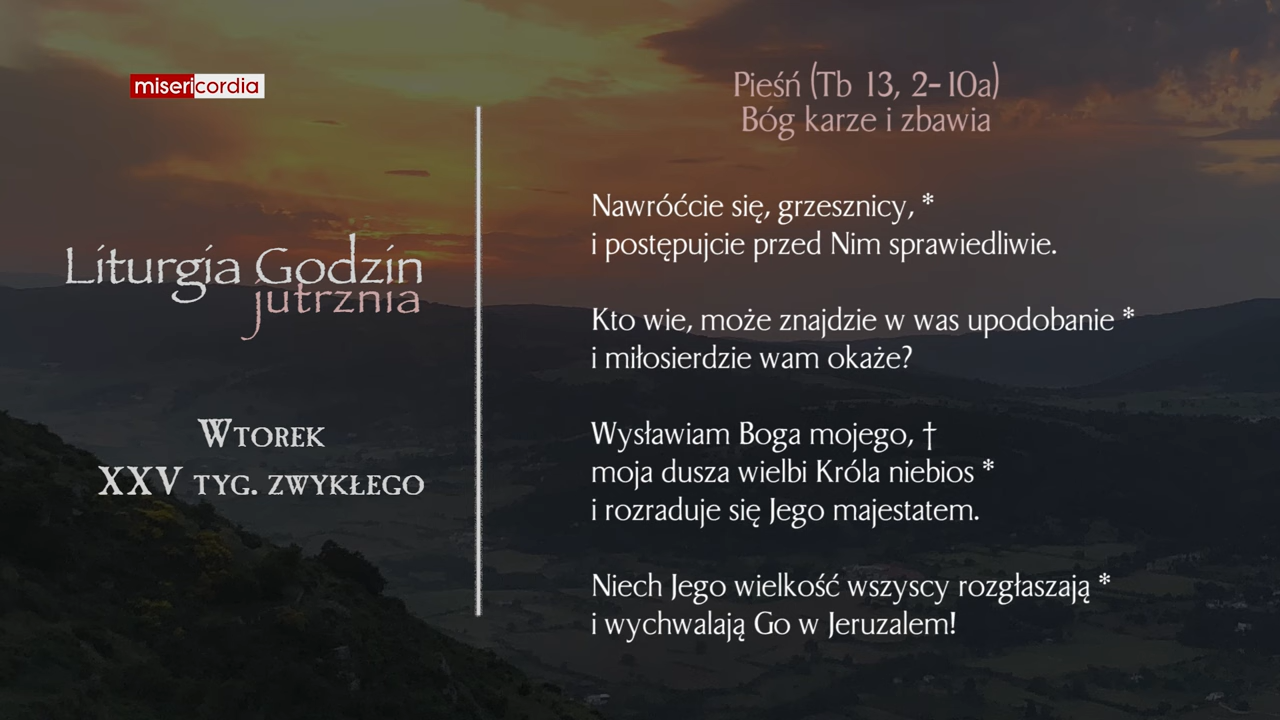 misericordia
Liturgia Godzin
jutrznia
Wtorek
XXV tyg. zwykłego
Pieśń (Tb 13, 2-10a)
Bóg karze i zbawia
Nawróćcie się, grzesznicy, *
i postępujcie przed Nim sprawiedliwie.
Kto wie, może znajdzie w was upodobanie *
i miłosierdzie wam okaże?
Wysławiam Boga mojego, †
moja dusza wielbi Króla niebios *
i rozraduje się Jego majestatem.
Niech Jego wielkość wszyscy rozgłaszają *
i wychwalają Go w Jeruzalem!